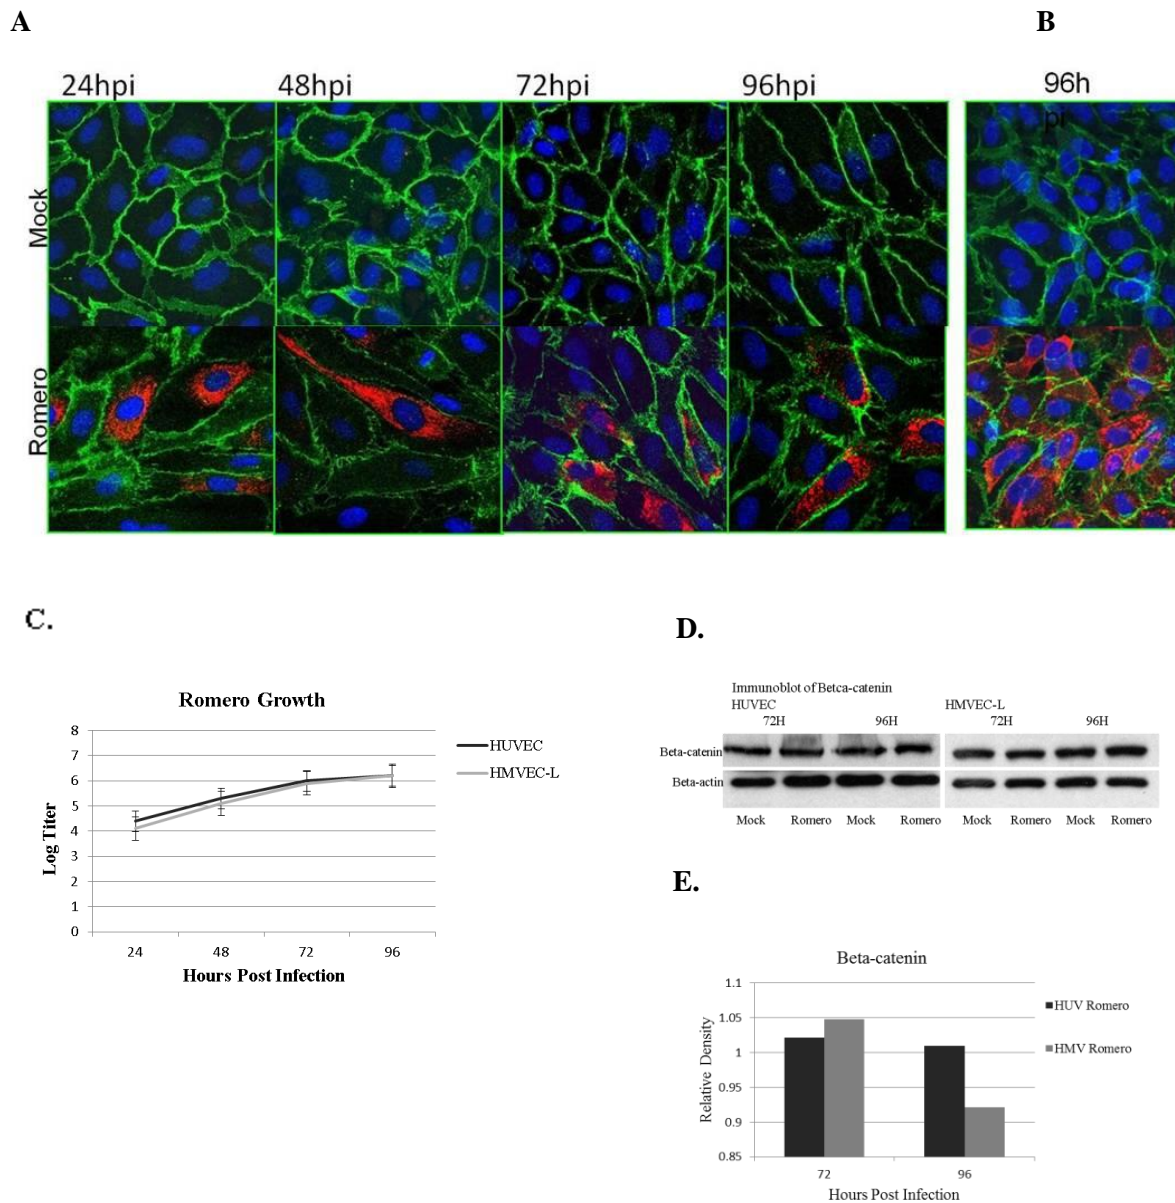 A
B
24hpi 48hpi 72hpi 96hpi 96h
pi
Mock
Romero
C.
D.
Romero Growth
8
7
6
5
4
3
2
1
0
Log Titer
24 48 72 96
Hours Post Infection
HUVEC
HMVEC-L
Immunoblot of Betca-catenin
HUVEC HMVEC-L
72H 96H 72H 96H
Beta-catenin
Beta-actin
Mock Romero Mock Romero Mock Romero Mock Romero
E.
Beta-catenin
1.1
1.05
1
0.95
0.9
0.85
Relative Density
72 96
Hours Post Infection
HUV Romero
HMV Romero